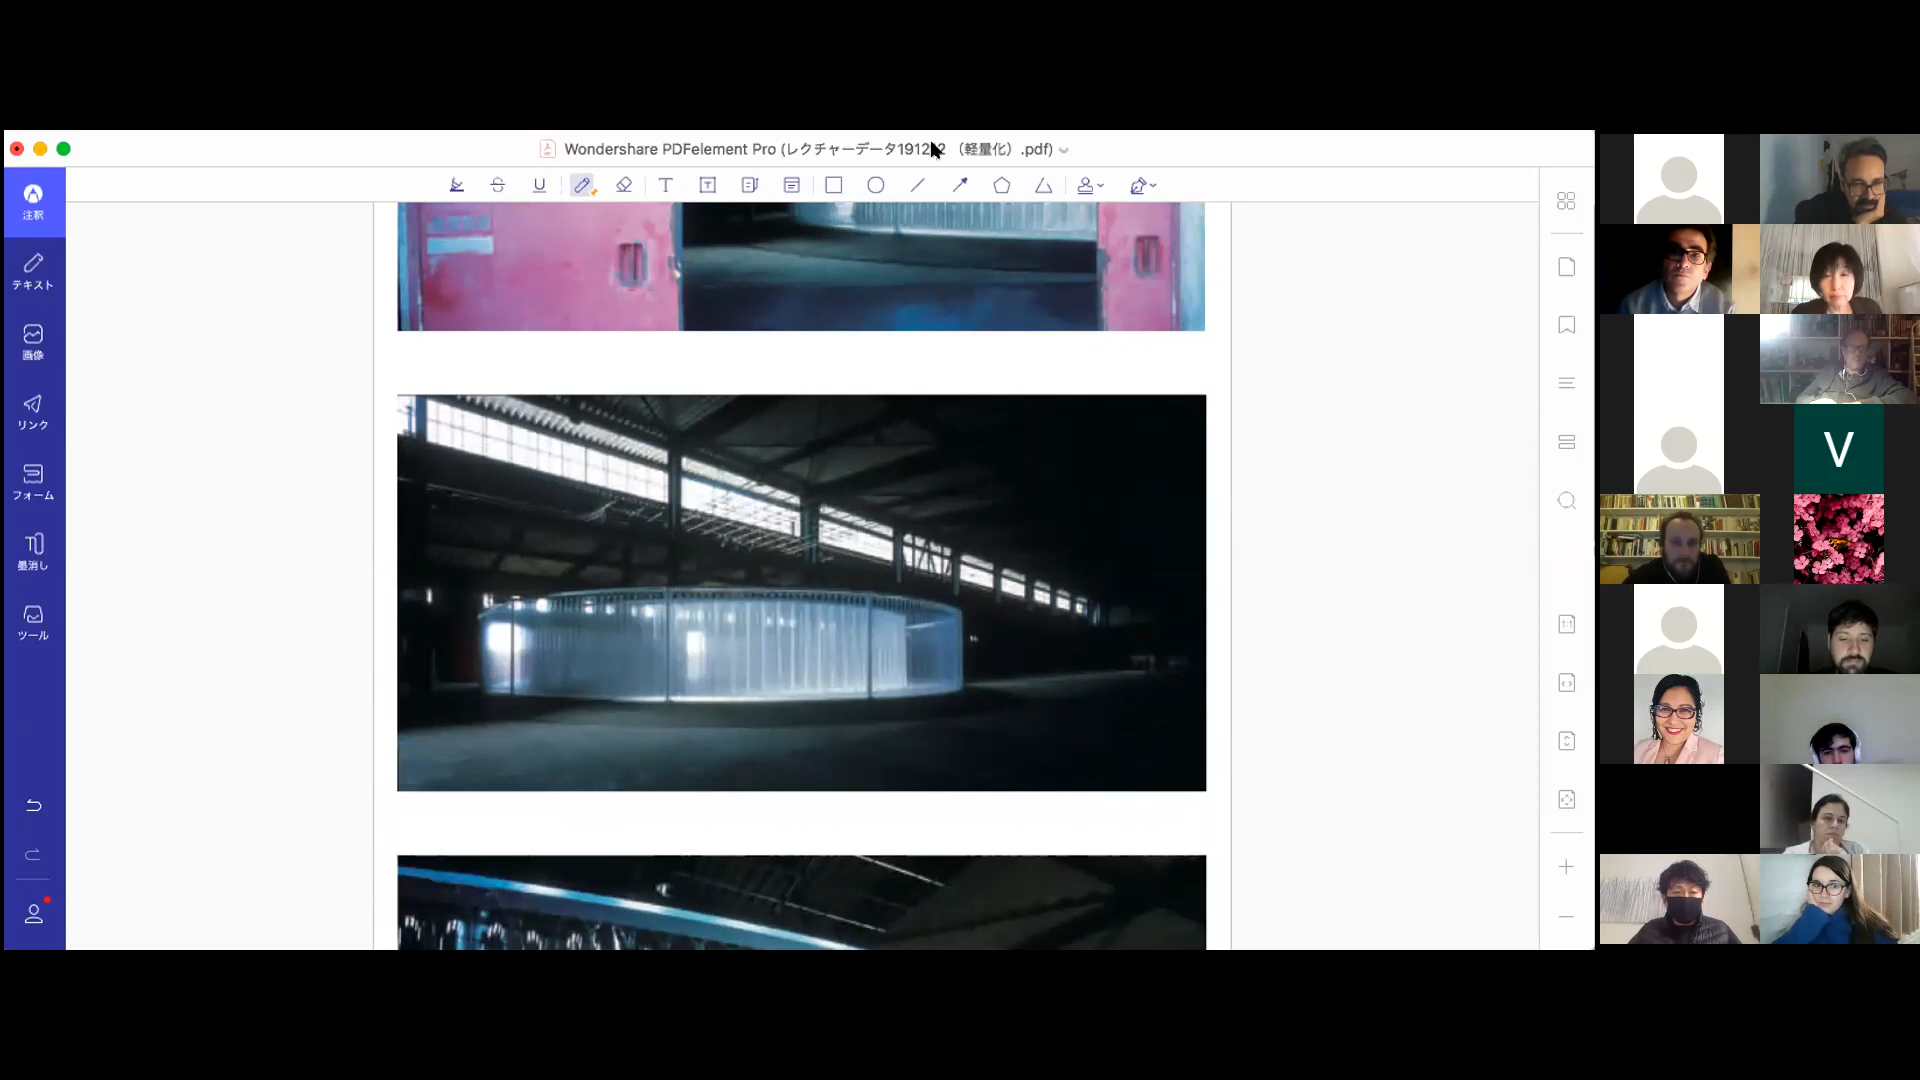 Wondershare PDFelement Pro (レクチャーデータ191 2 （軽量化）.pdf)
注釈
テキスト
画像
リンク
フォーム
墨消し
ツール
V